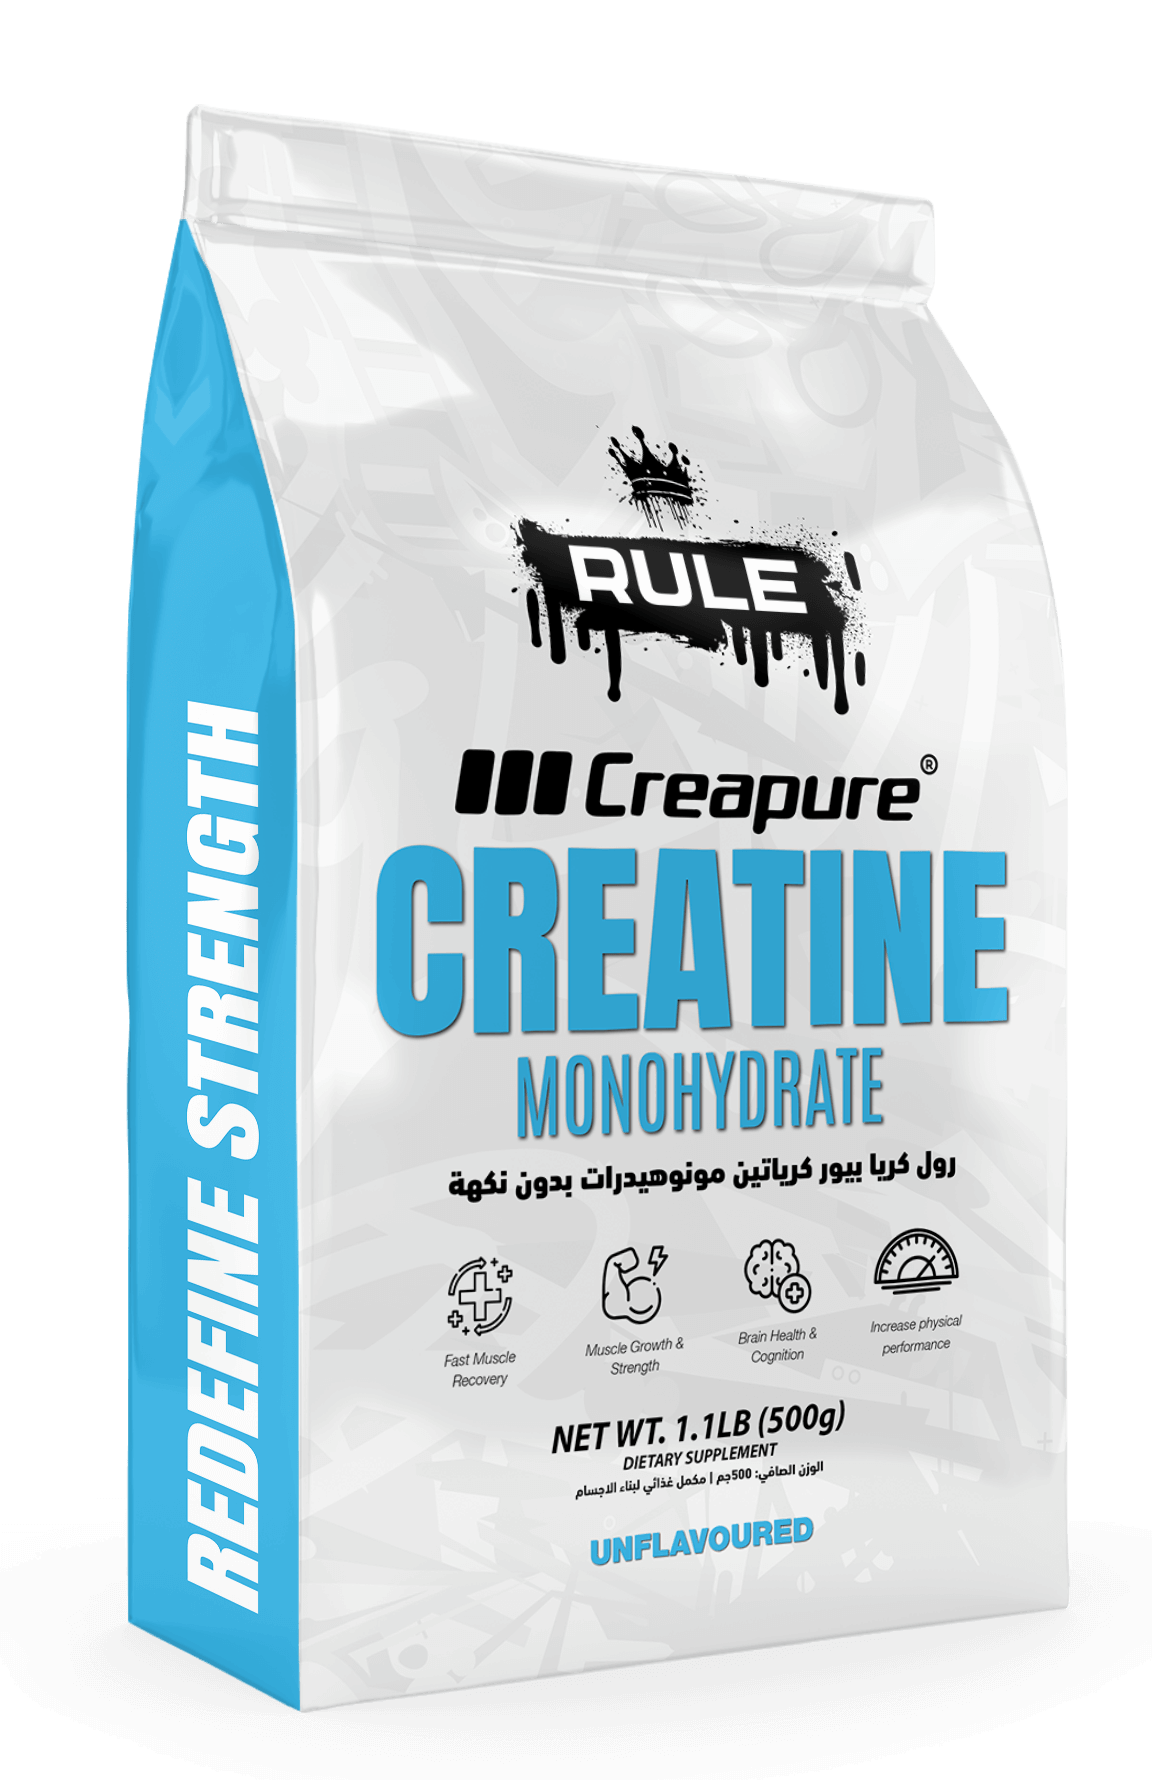 RULE
Creapure®
CREATINE
MONOHYDRATE
رول كريا بيور كرياتين مونوهيدرات بدون نكهة
Fast Muscle
Recovery
Muscle Growth &
Strength
Brain Health &
Cognition
Increase physical
performance
NET WT. 1.1LB (500g)
DIETARY SUPPLEMENT
الوزن الصافي: 500جم | مكمل غذائي لبناء الاجسام
UNFLAVOURED
REDEFINE STRENGTH